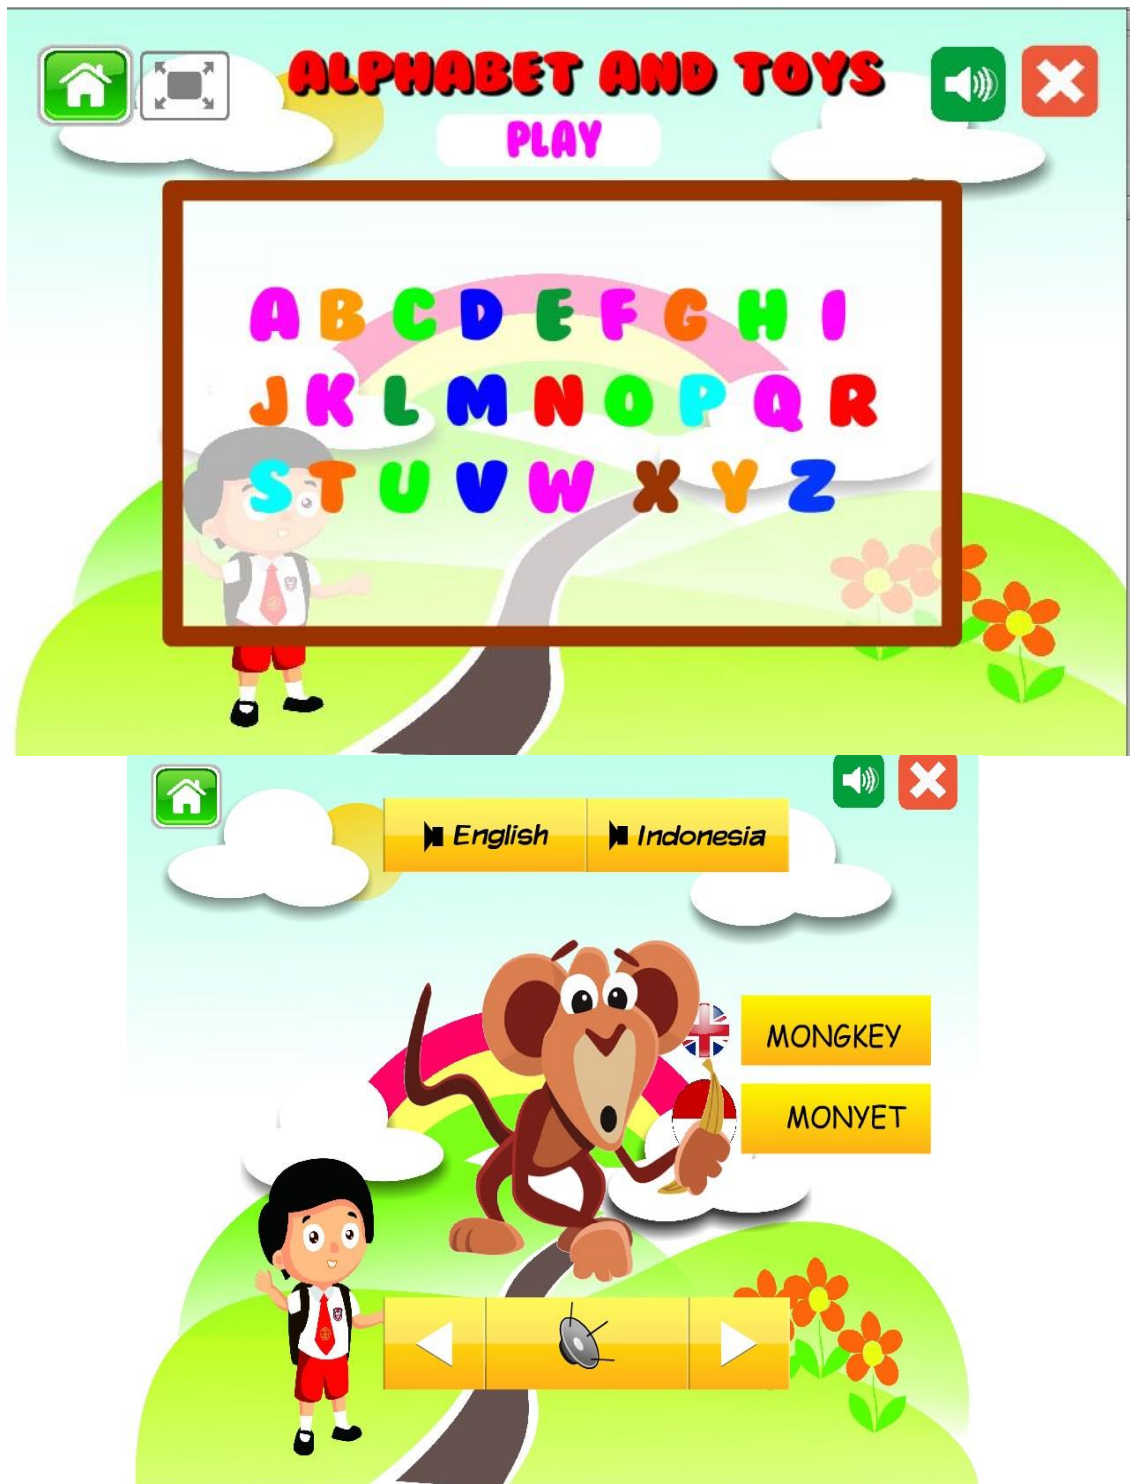 ALPHABET AND TOYS
PLAY
A B C D E F G H I
J K L M N O P Q R
S T U V W X Y Z
English Indonesia
MONGKEY
MONYET